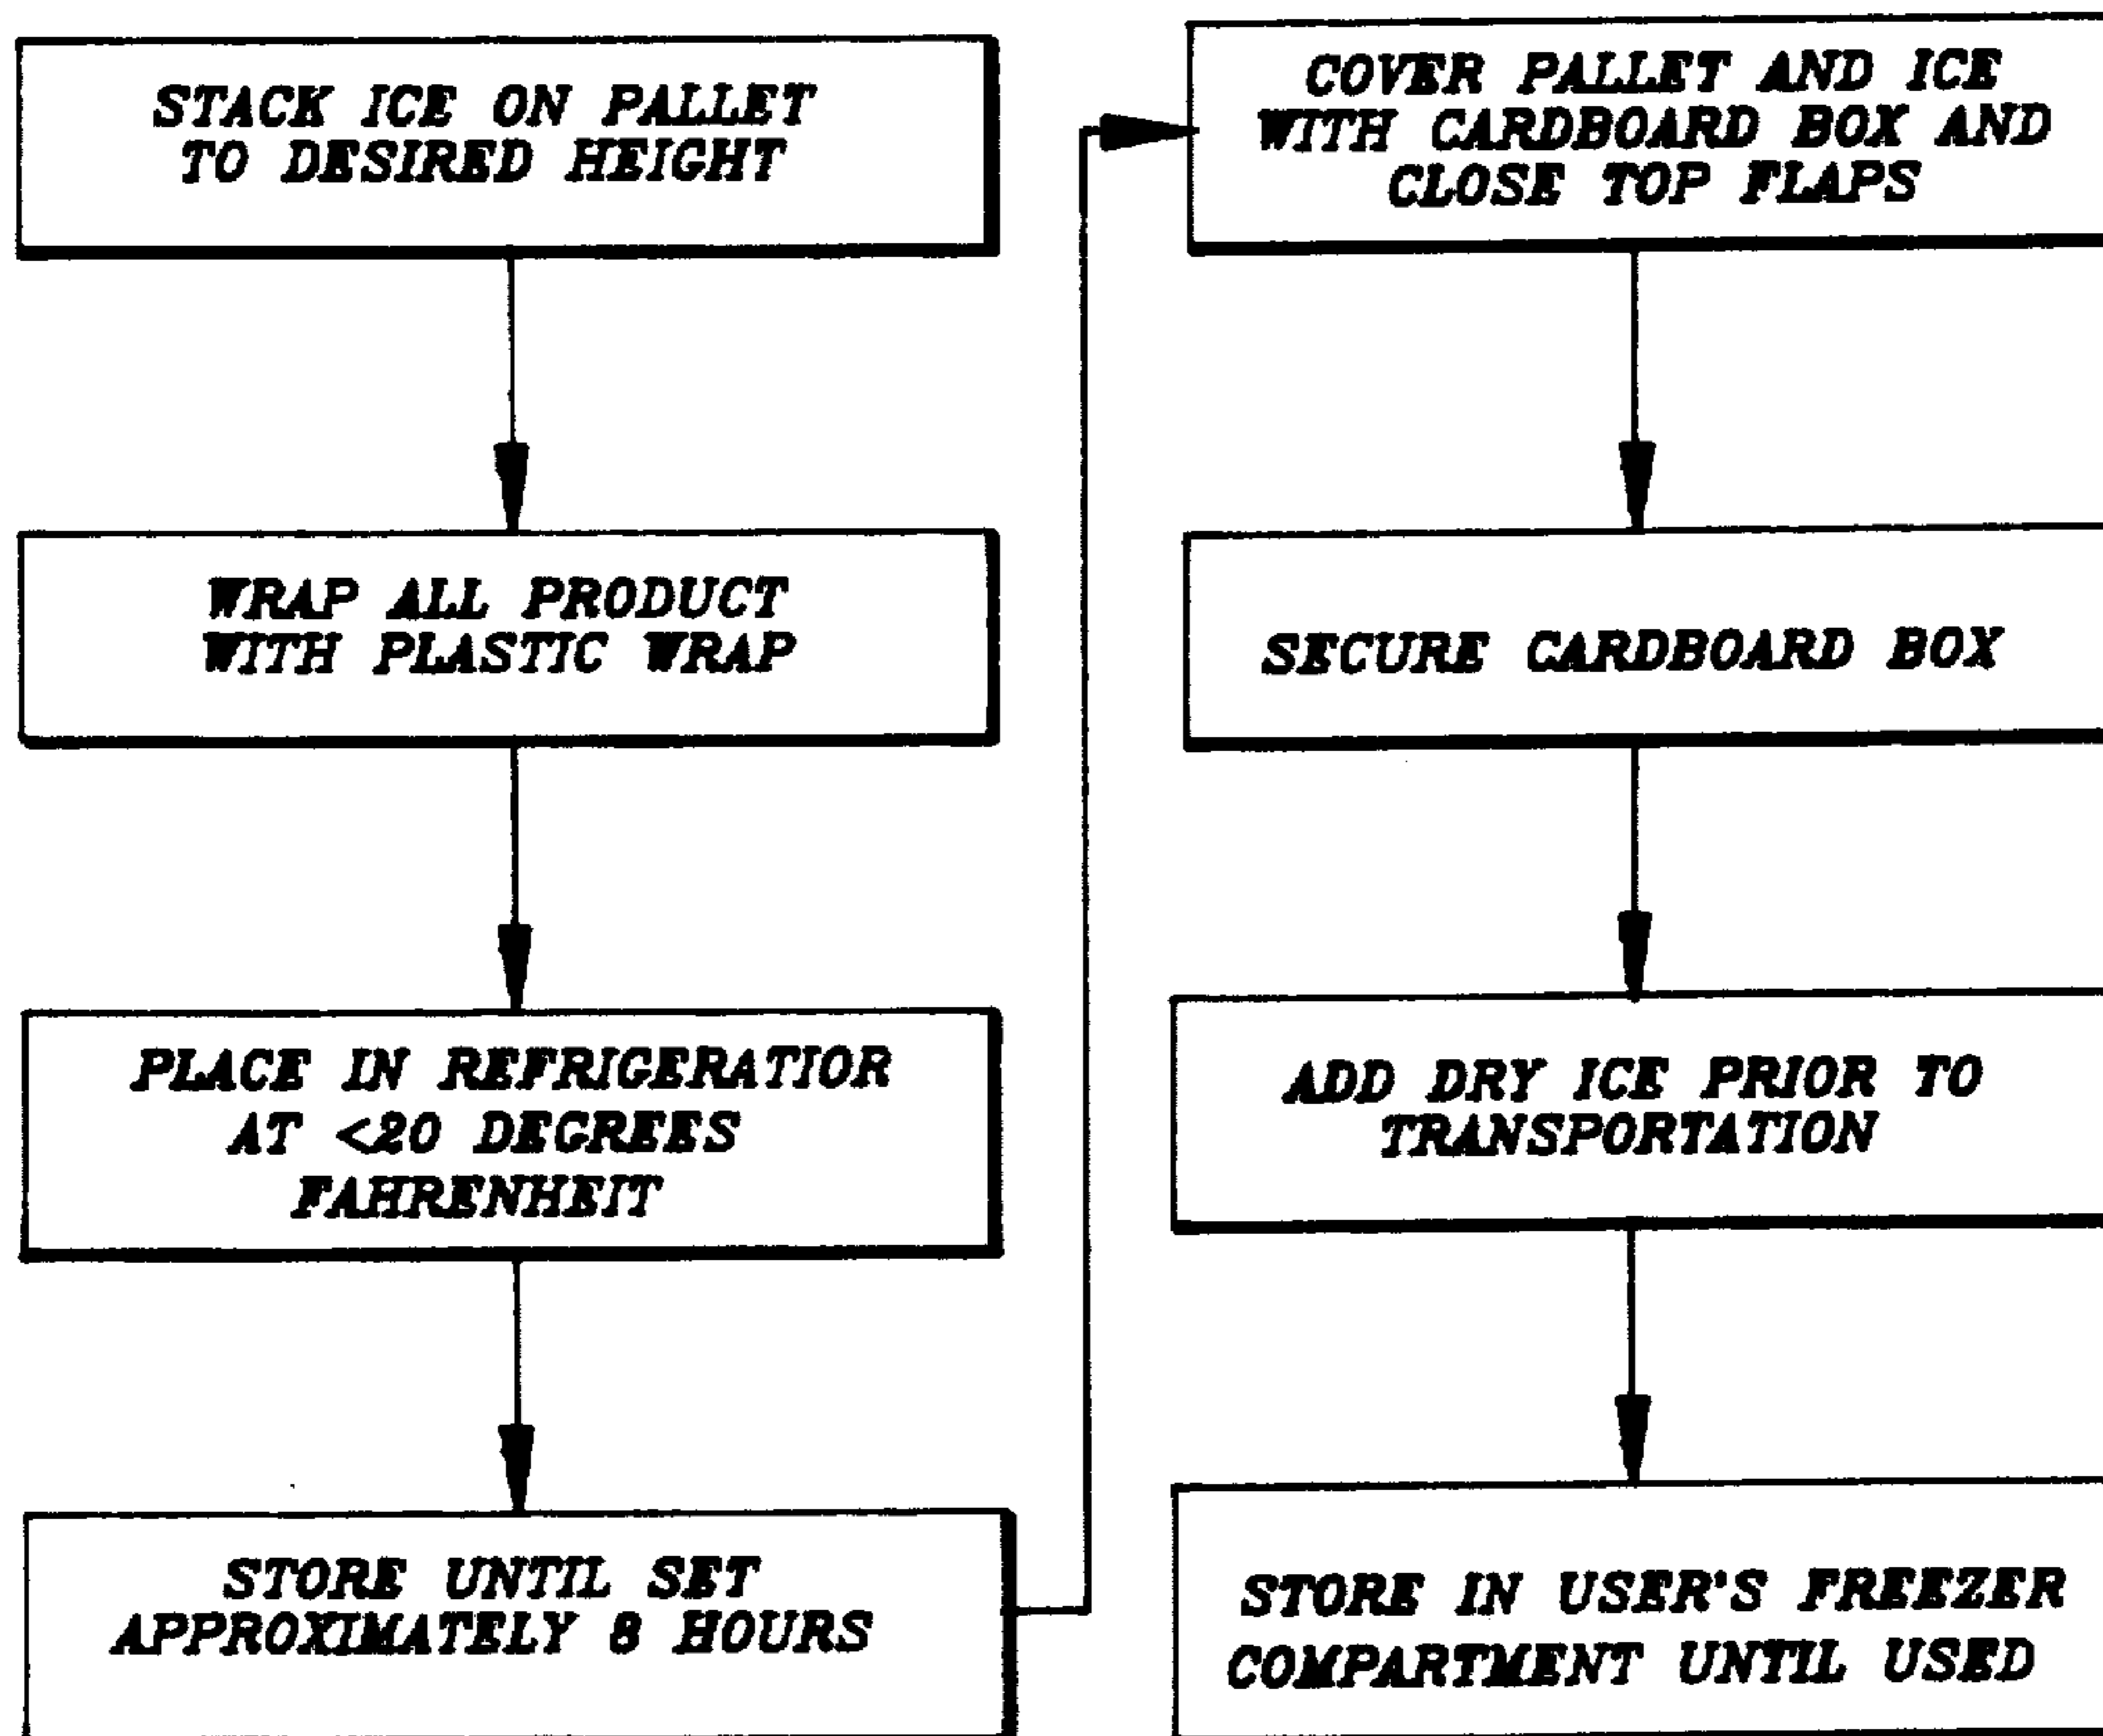 STACK ICE ON PALLET
TO DESIRED HEIGHT
WRAP ALL PRODUCT
WITH PLASTIC WRAP
PLACE IN REFRIGERATIOR
AT <20 DEGREES
FAHRENHEIT
STORE UNTIL SET
APPROXIMATELY 8 HOURS
COVER PALLET AND ICE
WITH CARDBOARD BOX AND
CLOSE TOP FLAPS
SECURE CARDBOARD BOX
ADD DRY ICE PRIOR TO
TRANSPORTATION
STORE IN USER'S FREEZER
COMPARTMENT UNTIL USED